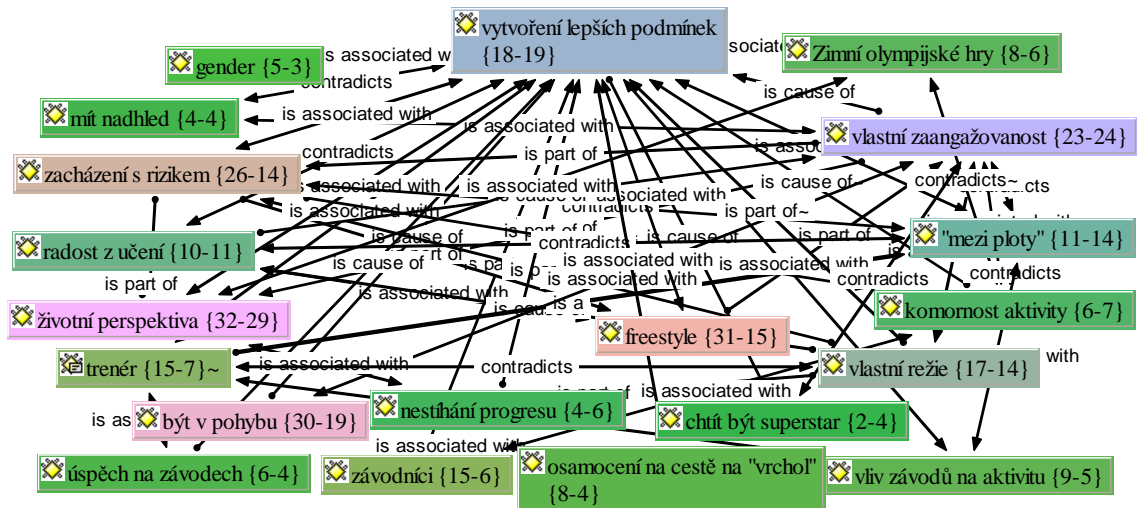 vytvoření lepších podmínek
{18-19}
Zimní olympijské hry {8-6}
gender {5-3}
is associated w
is cause of
contradicts
mít nadhled {4-4}
is associated with
is associated with
vlastní zaangažovanost {23-24}
contradicts
is part of
zacházení s rizikem {26-14}
is associated with
is cause of~
contradicts~
is associated with
is part of~
"mezi ploty" {11-14}
radost z učení {10-11}
is cause of
contradicts
is part of
is cause of
is associated with
is part of
is associated with
contradicts
životní perspektiva {32-29}
is associated with
is a
komornost aktivity {6-7}
freestyle {31-15}
trenér {15-7}~
is associated with
contradicts
vlastní režie {17-14}
with
is part of
is associated with
být v pohybu {30-19}
nestíhání progresu {4-6}
chtít být superstar {2-4}
is associated with
úspěch na závodech {6-4}
závodníci {15-6}
osamocení na cestě na "vrchol"
{8-4}
vliv závodů na aktivitu {9-5}